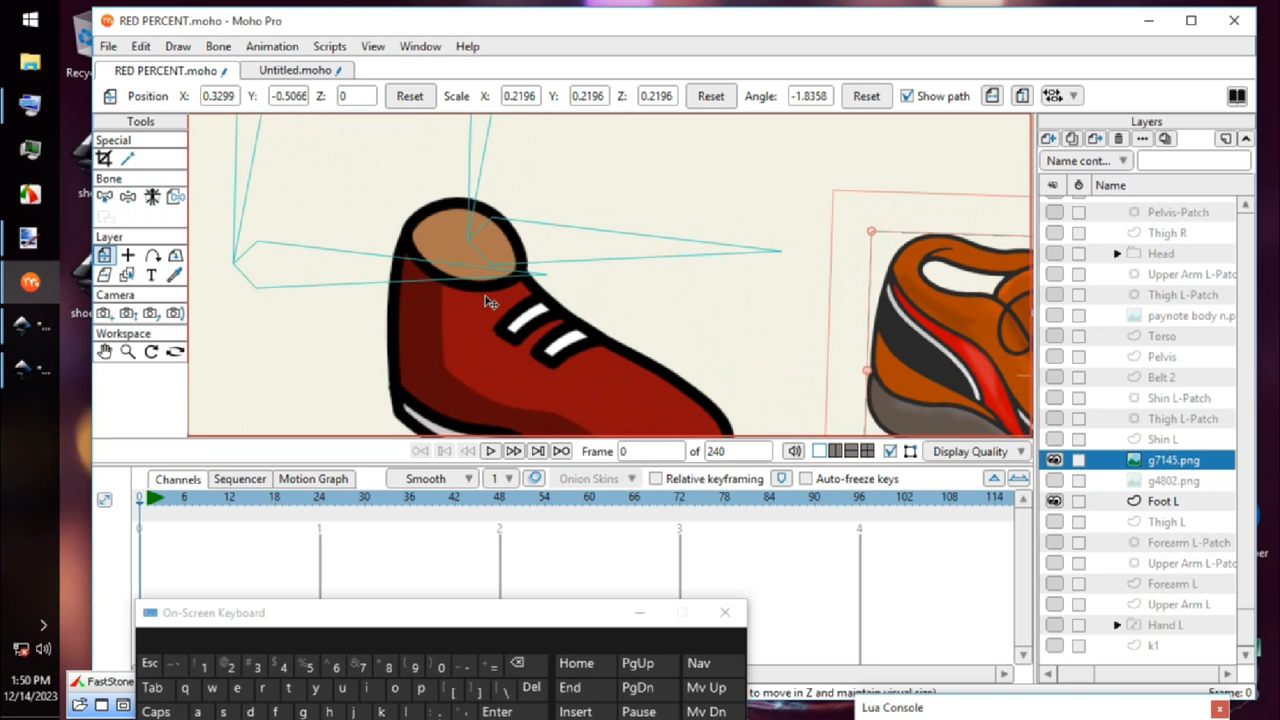 RED PERCENT.moho - Moho Pro
File Edit Draw Bone Animation Scripts View Window Help
RED PERCENT.moho Untitled.moho
Position X: 0.3299 Y: -0.5066 Z: 0 Reset Scale X: 0.2196 Y: 0.2196 Z: 0.2196 Reset Angle: -1.8358 Reset Show path
Tools
Special
Bone
Layer
T
Camera
Workspace
Layers
Name cont...
Name
Pelvis-Patch
Thigh R
Head
Upper Arm L-Patc
Thigh L-Patch
paynote body n.p
Torso
Pelvis
Belt 2
Shin L-Patch
Thigh L-Patch
Shin L
g7145.png
g4802.png
Foot L
Thigh L
Forearm L-Patch
Upper Arm L-Patc
Forearm L
Upper Arm L
Hand L
k1
Frame 0 of 240 Display Quality
Channels Sequencer Motion Graph Smooth 1 Onion Skins Relative keyframing Auto-freeze keys
0 6 12 18 24 30 36 42 48 54 60 66 72 78 84 90 96 102 108 114
0 1 2 3 4
On-Screen Keyboard
Esc ~ ` ! 1 @ 2 # 3 $ 4 % 5 ^ 6 & 7 * 8 ( 9 ) 0 _ - + = Home PgUp Nav
Tab q w e r t y u i o p { [ } ] | \ Del End PgDn Mv Up
Caps a s d f g h j k l : ; " ' Enter Insert Pause Mv Dn
to move in Z and maintain visual size) Frame: 0
Lua Console
Recyc
sho
shoe
FastStone
1:50 PM
12/14/2023